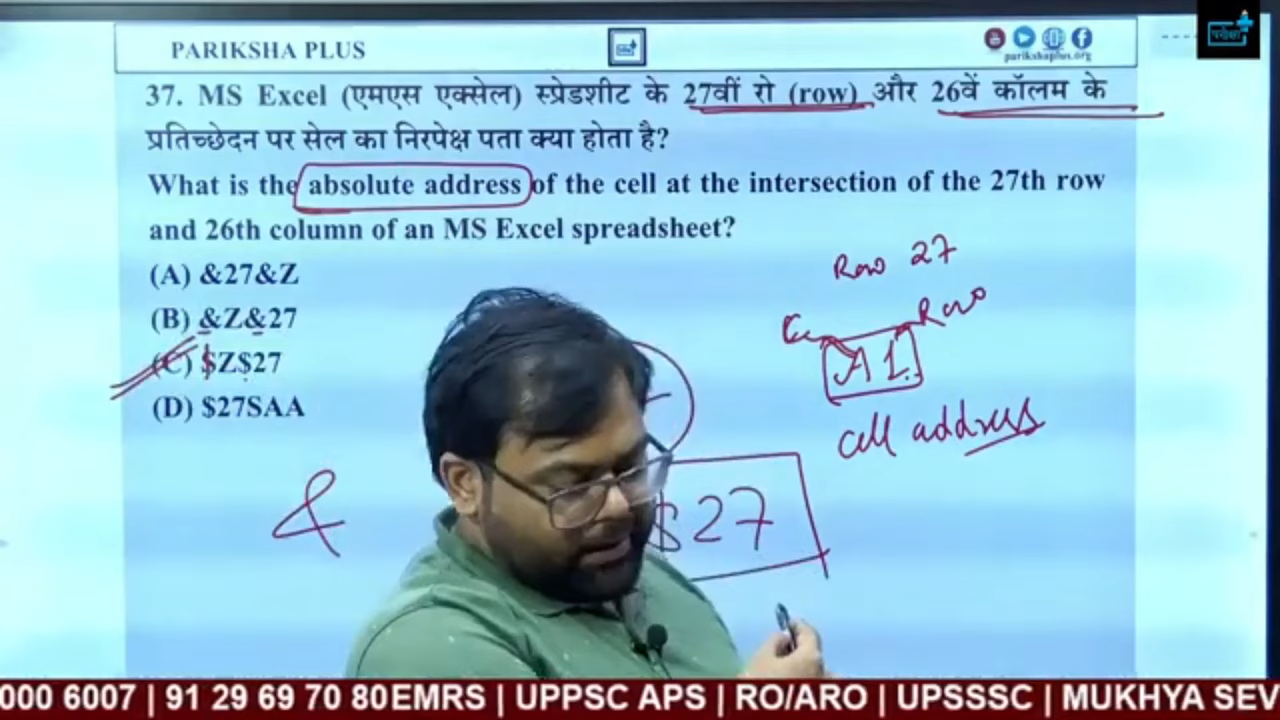 PARIKSHA PLUS
परीक्षा
parikshaplus.org
37. MS Excel (एमएस एक्सेल) स्प्रेडशीट के 27वीं रो (row) और 26वें कॉलम के
प्रतिच्छेदन पर सेल का निरपेक्ष पता क्या होता है?
What is the absolute address of the cell at the intersection of the 27th row
and 26th column of an MS Excel spreadsheet?
(A) &27&Z
(B) &Z&27
(C) $Z$27
(D) $27SAA
Row 27
Row
A 1
cell address
&
$27
000 6007 | 91 29 69 70 80EMRS | UPPSC APS | RO/ARO | UPSSSC | MUKHYA SEV